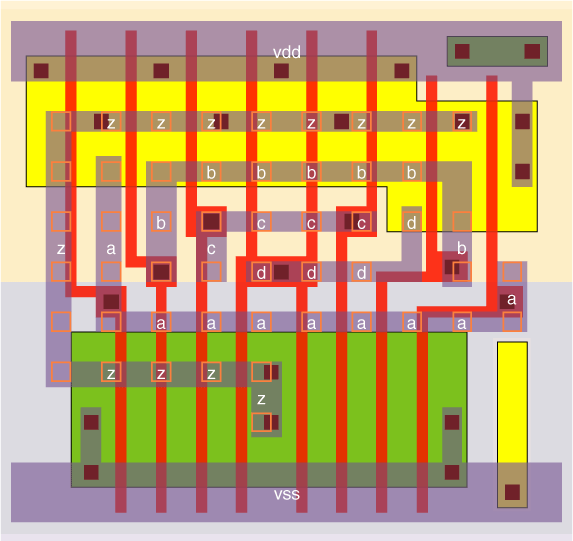 vdd
z z z z z z z z
b b b b b
b c c c d
z a c b
d d d
a
a a a a a a a a
z z z
z
vss